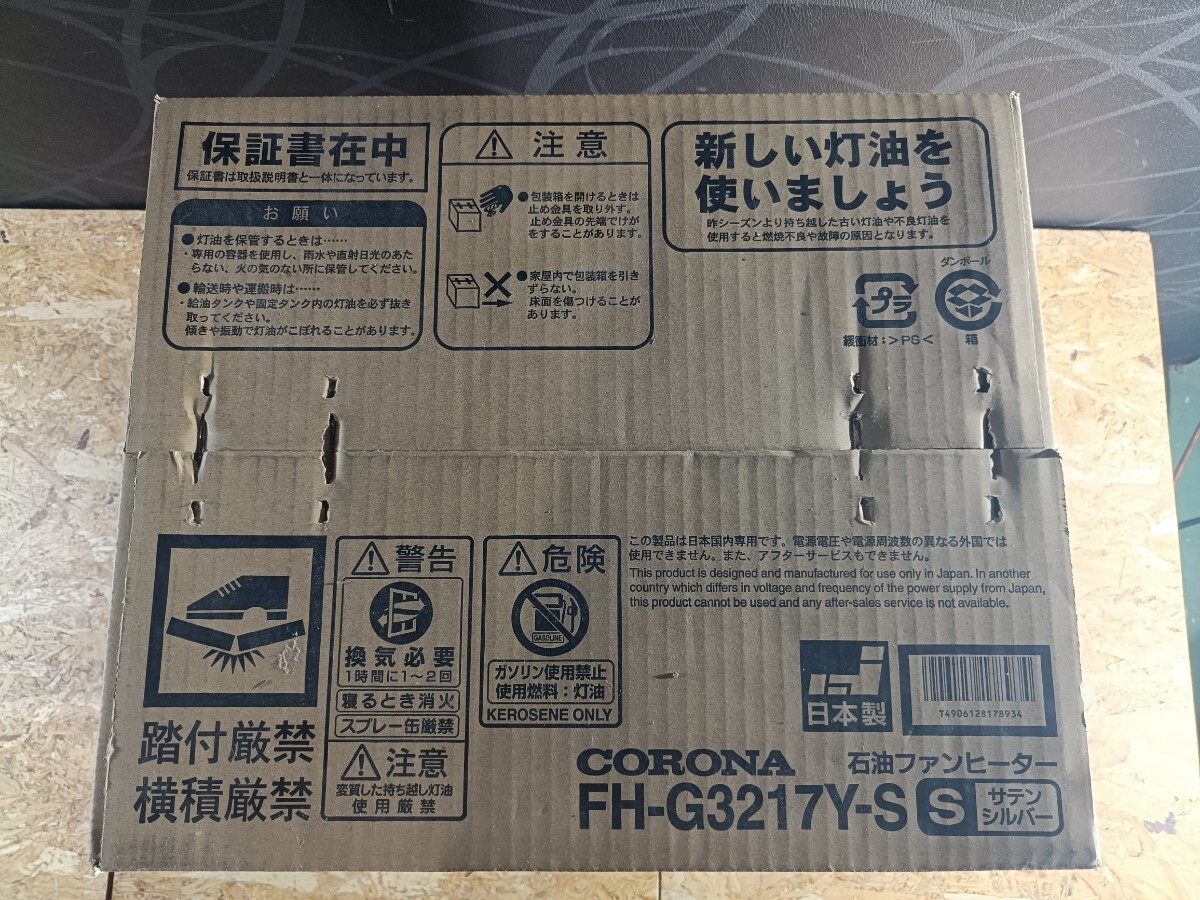 保証書在中
保証書は取扱説明書と一体になっています。
お願い
●灯油を保管するときは……
・専用の容器を使用し、雨水や直射日光のあた
らない、火の気のない所に保管してください。
●輸送時や運搬時は……
・給油タンクや固定タンク内の灯油を必ず抜き
取ってください。
傾きや振動で灯油がこぼれることがあります。
注意
●包装箱を開けるときは
止め金具を取り外す。
止め金具の先端でけが
をすることがあります。
●家屋内で包装箱を引き
ずらない。
床面を傷つけることが
あります。
新しい灯油を
使いましょう
昨シーズンより持ち越した古い灯油や不良灯油を
使用すると燃焼不良や故障の原因となります。
プラ
緩衝材:>PS<
ダンボール
箱
踏付厳禁
横積厳禁
警告
換気必要
1時間に1~2回
寝るとき消火
スプレー缶厳禁
注意
変質した持ち越し灯油
使用厳禁
危険
GASOLINE
ガソリン使用禁止
使用燃料:灯油
KEROSENE ONLY
この製品は日本国内専用です。電源電圧や電源周波数の異なる外国では
使用できません。また、アフターサービスもできません。
This product is designed and manufactured for use only in Japan. In another
country which differs in voltage and frequency of the power supply from Japan,
this product cannot be used and any after-sales service is not available.
日本製
T4906128178934
CORONA 石油ファンヒーター
FH-G3217Y-S S サテン
シルバー